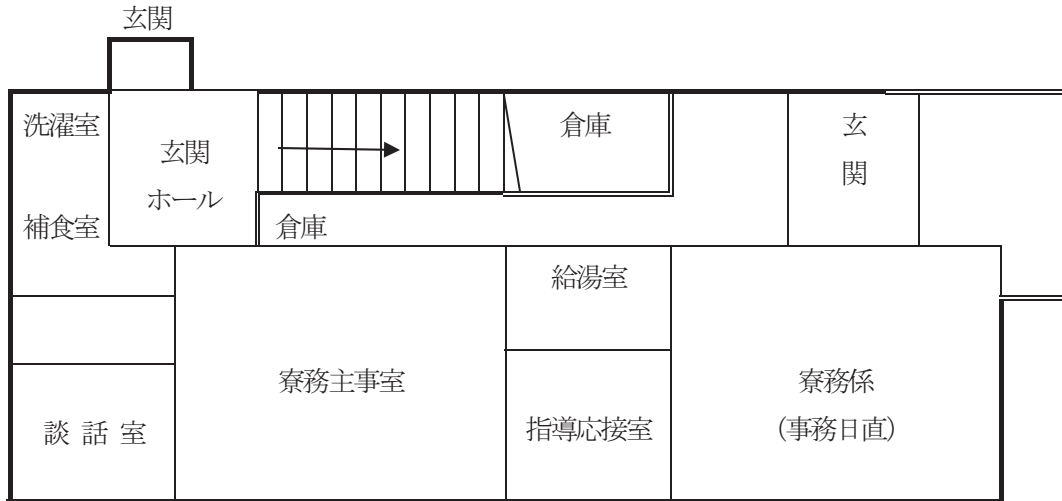 玄関
洗濯室
玄関
ホール
倉庫
玄
関
補食室
倉庫
給湯室
寮務主事室
寮務係
(事務日直)
談 話 室
指導応接室